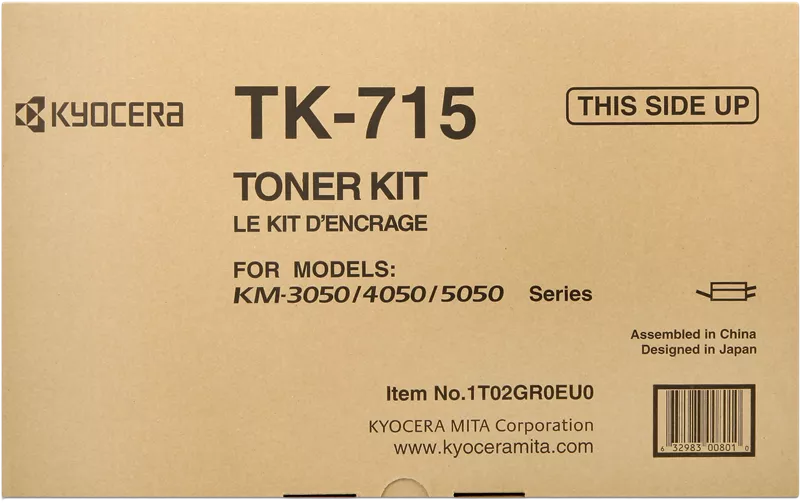 KYOCERA
TK-715
THIS SIDE UP
TONER KIT
LE KIT D'ENCRAGE
FOR MODELS:
KM-3050/4050/5050 Series
Assembled in China
Designed in Japan
Item No.1T02GR0EU0
KYOCERA MITA Corporation
www.kyoceramita.com
6 32983 00801 0